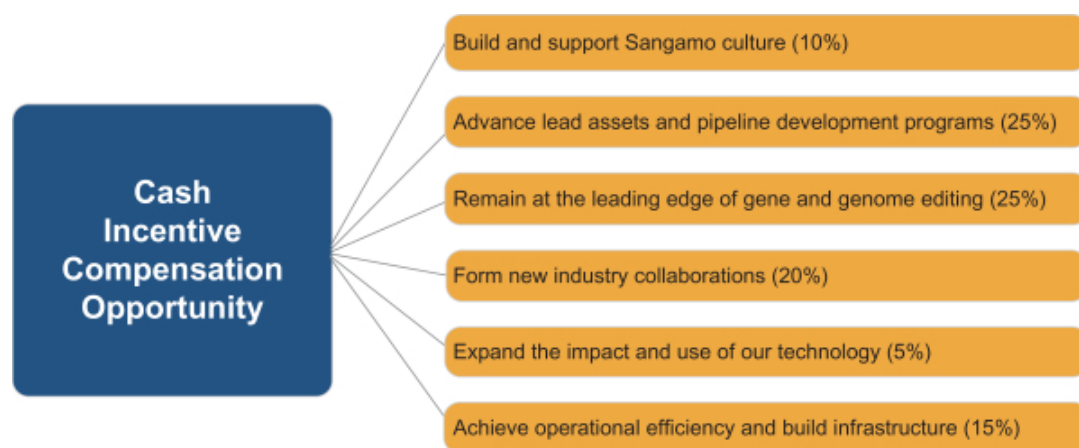 Cash
Incentive
Compensation
Opportunity
Build and support Sangamo culture (10%)
Advance lead assets and pipeline development programs (25%)
Remain at the leading edge of gene and genome editing (25%)
Form new industry collaborations (20%)
Expand the impact and use of our technology (5%)
Achieve operational efficiency and build infrastructure (15%)